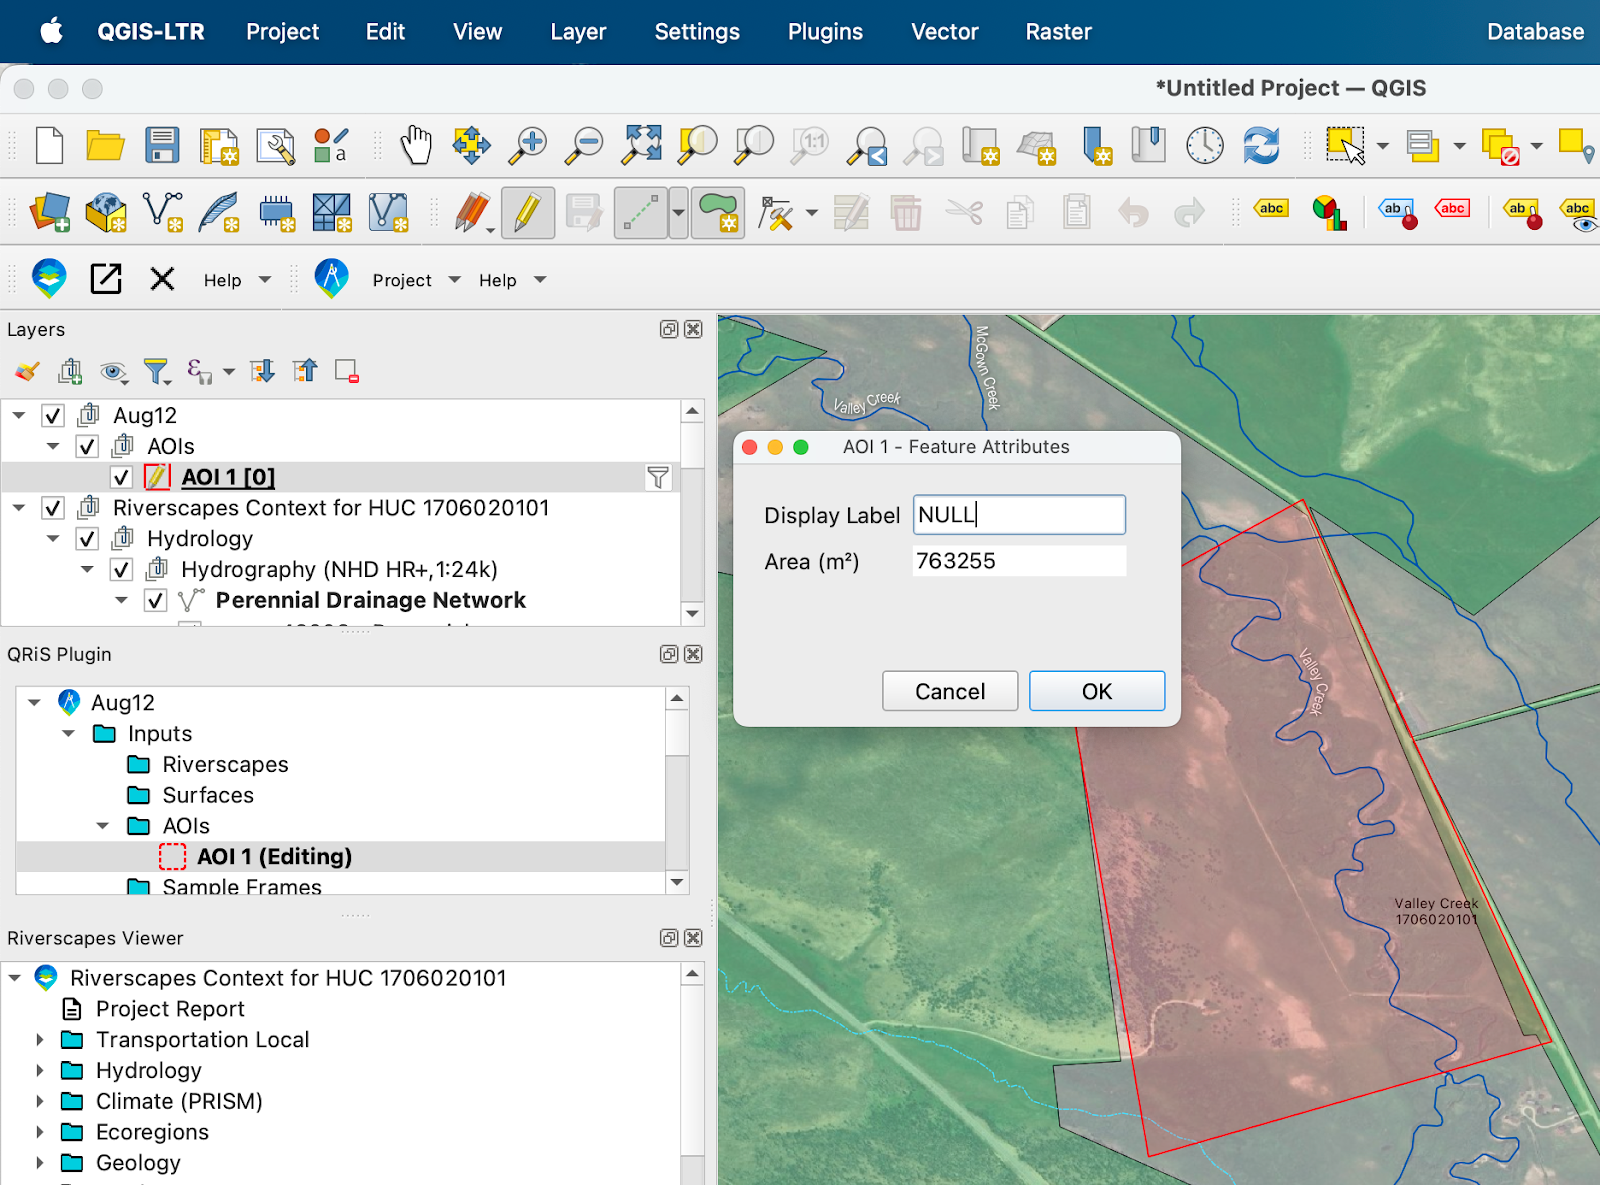 QGIS-LTR Project Edit View Layer Settings Plugins Vector Raster Database
*Untitled Project — QGIS
1:1
a
abc ab abc ab abc
Help Project Help
Layers
Aug12
AOIs
AOI 1 [0]
Riverscapes Context for HUC 1706020101
Hydrology
Hydrography (NHD HR+,1:24k)
Perennial Drainage Network
QRiS Plugin
Aug12
Inputs
Riverscapes
Surfaces
AOIs
AOI 1 (Editing)
Sample Frames
Riverscapes Viewer
Riverscapes Context for HUC 1706020101
Project Report
Transportation Local
Hydrology
Climate (PRISM)
Ecoregions
Geology
McGown Creek
Valley Creek
AOI 1 - Feature Attributes
Display Label NULL
Area (m²) 763255
Cancel OK
Valley Creek
Valley Creek
1706020101